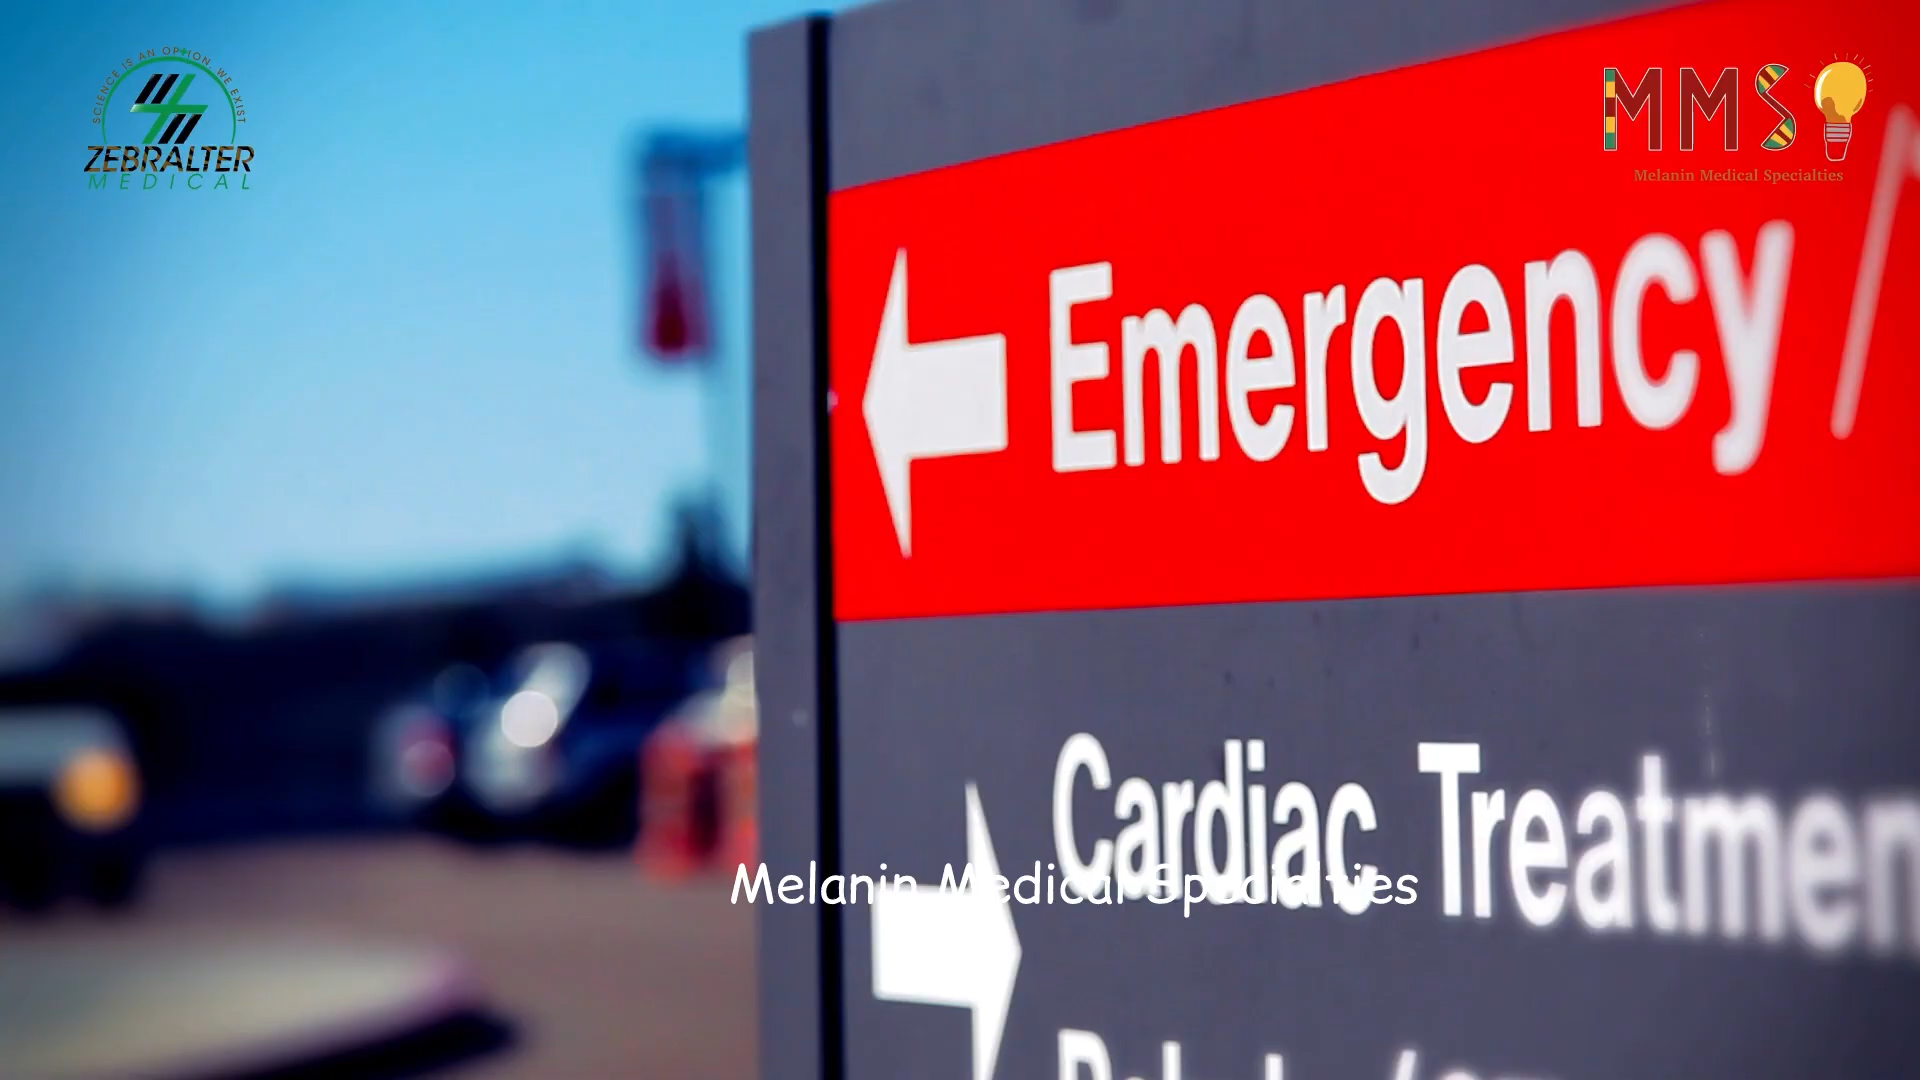 SCIENCE IS AN OPTION, WE EXIST
ZEBRALTER
MEDICAL
MMS
Melanin Medical Specialties
Emergency /
Cardiac Treatmen
Melanin Medical Specialties